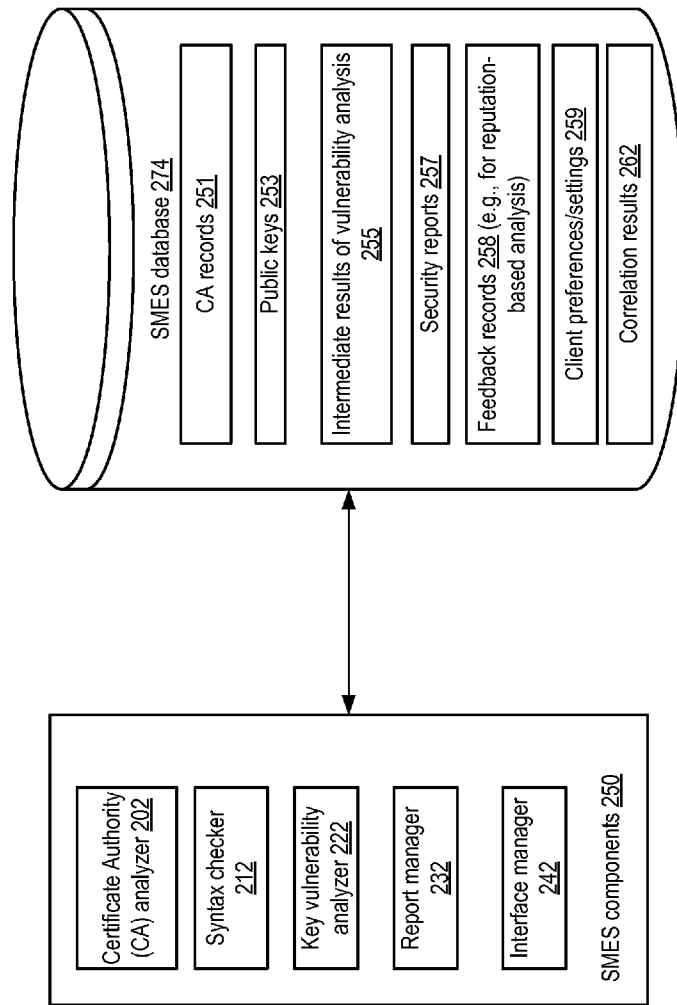 Certificate Authority
(CA) analyzer 202
Syntax checker
212
Key vulnerability
analyzer 222
Report manager
232
Interface manager
242
SMES components 250
SMES database 274
CA records 251
Public keys 253
Intermediate results of vulnerability analysis
255
Security reports 257
Feedback records 258 (e.g., for reputation-
based analysis)
Client preferences/settings 259
Correlation results 262